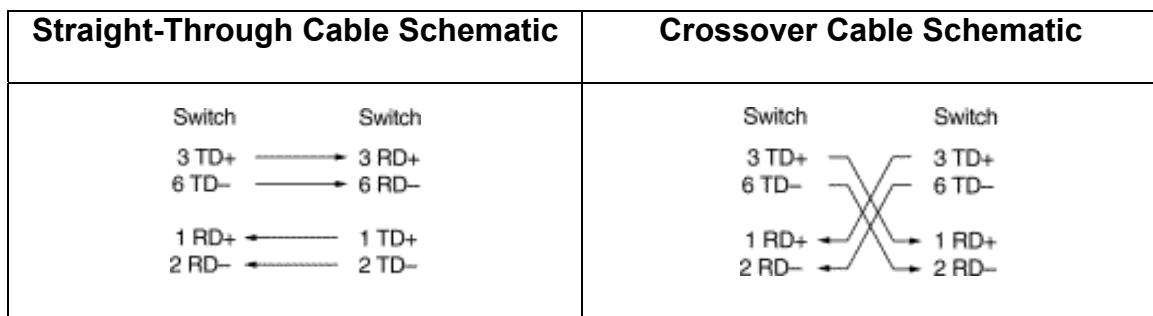 Straight-Through Cable Schematic
Crossover Cable Schematic
Switch Switch
3 TD+ 3 RD+
6 TD– 6 RD–
1 RD+ 1 TD+
2 RD– 2 TD–
Switch Switch
3 TD+ 3 TD+
6 TD– 6 TD–
1 RD+ 1 RD+
2 RD– 2 RD–